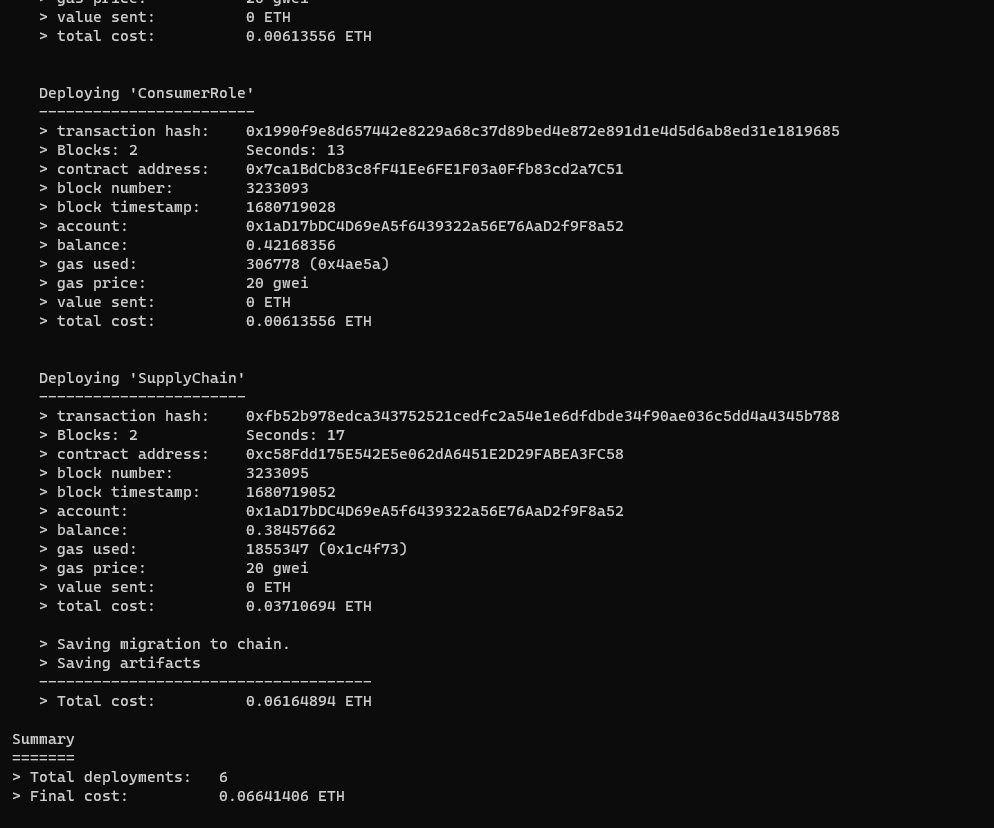 > gas price: 20 gwei
> value sent: 0 ETH
> total cost: 0.00613556 ETH
Deploying 'ConsumerRole'
------------------------
> transaction hash: 0x1990f9e8d657442e8229a68c37d89bed4e872e891d1e4d5d6ab8ed31e1819685
> Blocks: 2 Seconds: 13
> contract address: 0x7ca1BdCb83c8fF41Ee6FE1F03a0Ffb83cd2a7C51
> block number: 3233093
> block timestamp: 1680719028
> account: 0x1aD17bDC4D69eA5f6439322a56E76AaD2f9F8a52
> balance: 0.42168356
> gas used: 306778 (0x4ae5a)
> gas price: 20 gwei
> value sent: 0 ETH
> total cost: 0.00613556 ETH
Deploying 'SupplyChain'
-----------------------
> transaction hash: 0xfb52b978edca343752521cedfc2a54e1e6dfdbde34f90ae036c5dd4a4345b788
> Blocks: 2 Seconds: 17
> contract address: 0xc58Fdd175E542E5e062dA6451E2D29FABEA3FC58
> block number: 3233095
> block timestamp: 1680719052
> account: 0x1aD17bDC4D69eA5f6439322a56E76AaD2f9F8a52
> balance: 0.38457662
> gas used: 1855347 (0x1c4f73)
> gas price: 20 gwei
> value sent: 0 ETH
> total cost: 0.03710694 ETH
> Saving migration to chain.
> Saving artifacts
-------------------------------------
> Total cost: 0.06164894 ETH
Summary
=======
> Total deployments: 6
> Final cost: 0.06641406 ETH